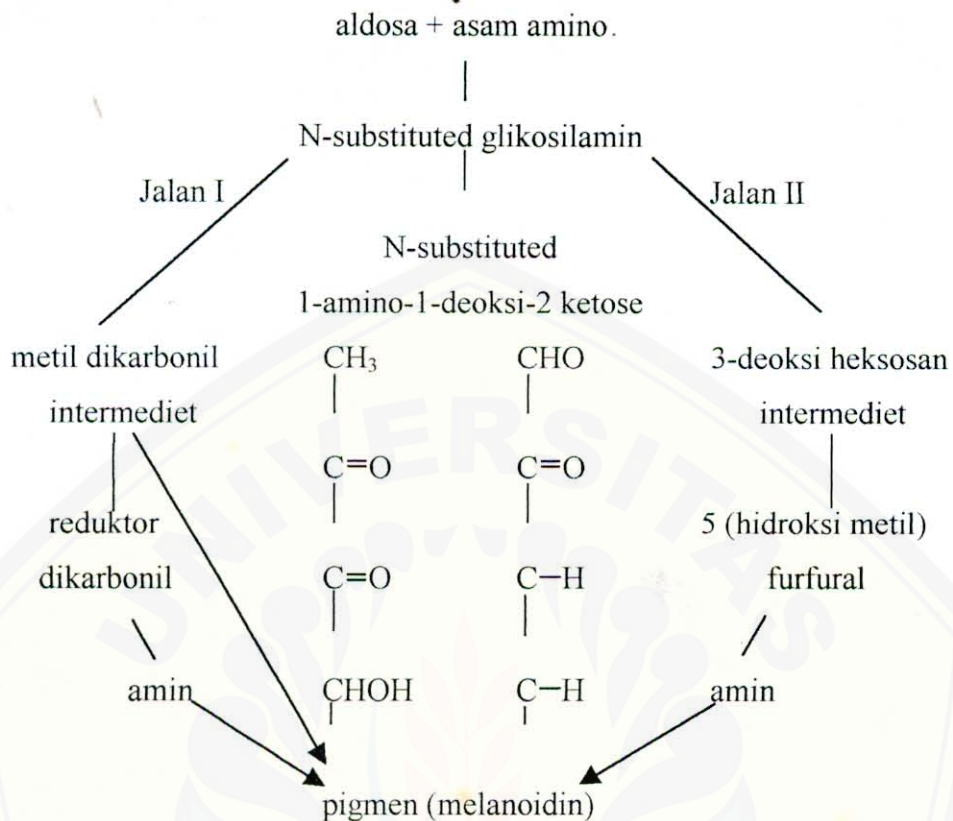 aldosa + asam amino.
N-substituted glikosilamin
Jalan I
Jalan II
N-substituted
1-amino-1-deoksi-2 ketose
metil dikarbonil
intermediet
CH₃
CHO
3-deoksi heksosan
intermediet
C=O
C=O
reduktor
dikarbonil
5 (hidroksi metil)
furfural
C=O
C−H
amin
CHOH
C−H
amin
pigmen (melanoidin)
UNIVERSITAS